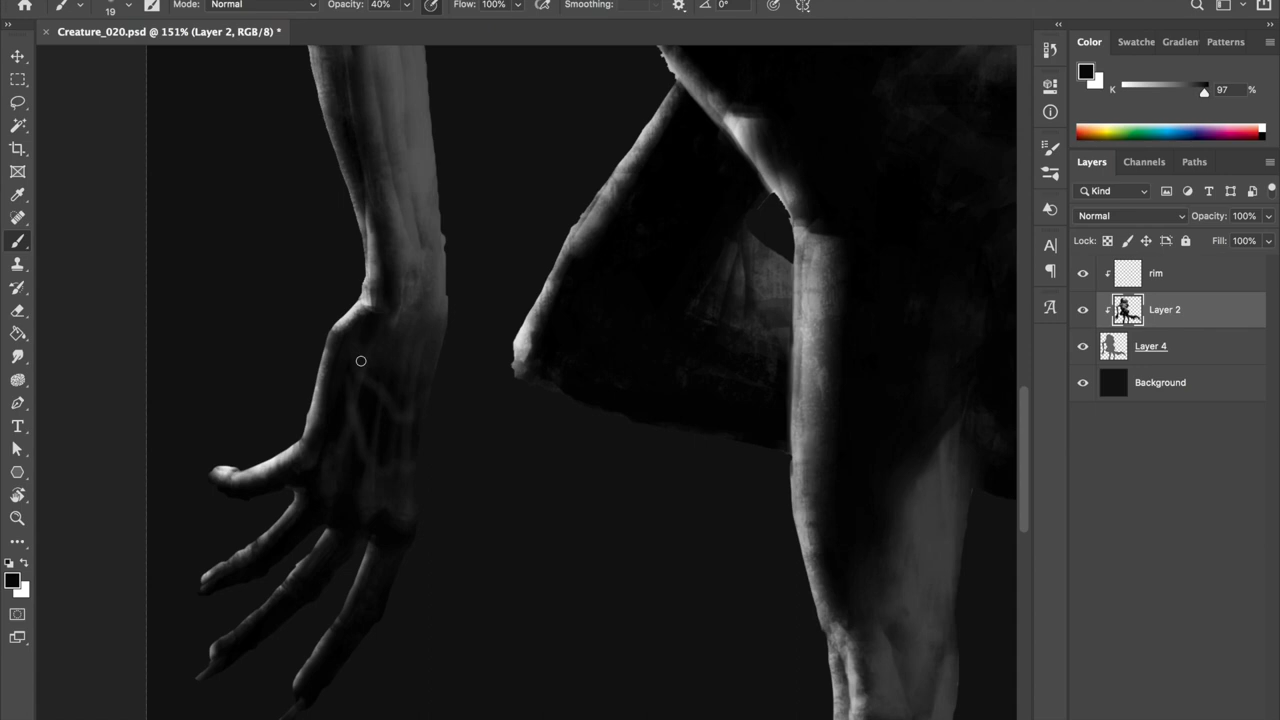 Mode: Normal Opacity: 40% Flow: 100% Smoothing: 0°
19
Creature_020.psd @ 151% (Layer 2, RGB/8) *
Color Swatche Gradien Patterns
K 97 %
Layers Channels Paths
Kind
Normal Opacity: 100%
Lock: Fill: 100%
rim
Layer 2
Layer 4
Background